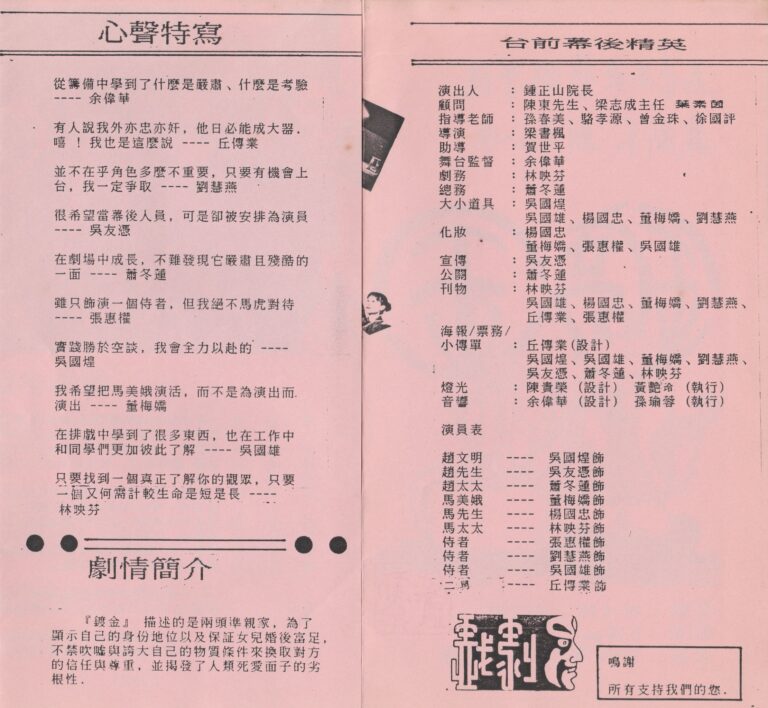 心聲特寫
從籌備中學到了什麼是嚴肅、什麼是考驗
---- 余偉華
有人說我外亦忠亦奸，他日必能成大器.
嘻 ！我也是這麼說 ---- 丘傳業
並不在乎角色多麼不重要，只要有機會上
台，我一定爭取 ---- 劉慧燕
很希望當幕後人員，可是卻被安排為演員
---- 吳友憑
在劇場中成長，不難發現它嚴肅且殘酷的
一面 ---- 蕭冬蓮
雖只飾演一個侍者，但我絕不馬虎對待
---- 張惠權
實踐勝於空談，我會全力以赴的 ----
吳國煌
我希望把馬美娥演活，而不是為演出而
演出 ---- 董梅嬌
在排戲中學到了很多東西，也在工作中
和同學們更加彼此了解 ---- 吳國雄
只要找到一個真正了解你的觀眾，只要
一個又何需計較生命是短是長 ----
林映芬
劇情簡介
『鍍金』 描述的是兩頭準親家，為了
顯示自己的身份地位以及保証女兒婚後富足，
不禁吹噓與誇大自己的物質條件來換取對方
的信任與尊重，並揭發了人類死愛面子的劣
根性.
台前幕後精英
演出人 : 鍾正山院長
顧問 : 陳東先生、梁志成主任 葉素茵
指導老師 : 孫春美、駱孝源、曾金珠、徐國評
導演 : 梁書楓
助導 : 賀世平
舞台監督 : 余偉華
劇務 : 林映芬
總務 : 蕭冬蓮
大小道具 : 吳國煌
吳國雄、楊國忠、董梅嬌、劉慧燕
化妝 : 楊國忠
董梅嬌、張惠權、吳國雄
宣傳 : 吳友憑
公關 : 蕭冬蓮
刊物 : 林映芬
吳國雄、楊國忠、董梅嬌、劉慧燕、
丘傳業、張惠權
海報/票務/
小傳單 : 丘傳業(設計)
吳國煌、吳國雄、董梅嬌、劉慧燕、
吳友憑、蕭冬蓮、林映芬
燈光 : 陳貴榮 (設計) 黃艷命 (執行)
音響 : 余偉華 (設計) 孫瑜蓉 (執行)
演員表
趙文明 ---- 吳國煌飾
趙先生 ---- 吳友憑飾
趙太太 ---- 蕭冬蓮飾
馬美娥 ---- 董梅嬌飾
馬先生 ---- 楊國忠飾
馬太太 ---- 林映芬飾
侍者 ---- 張惠權飾
侍者 ---- 劉慧燕飾
侍者 ---- 吳國雄飾
二舅 ---- 丘傳業飾
戲劇
鳴謝
所有支持我們的您.